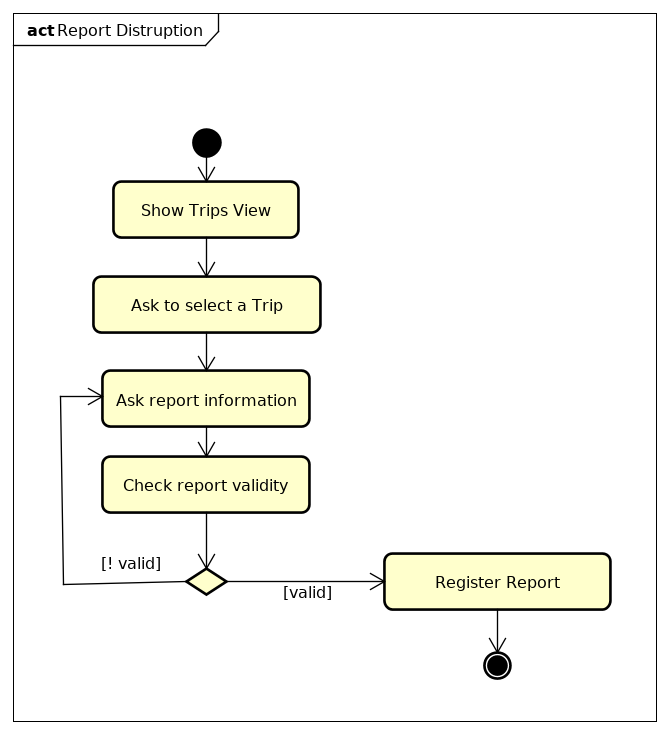 act Report Distruption
Show Trips View
Ask to select a Trip
Ask report information
Check report validity
[! valid]
[valid]
Register Report